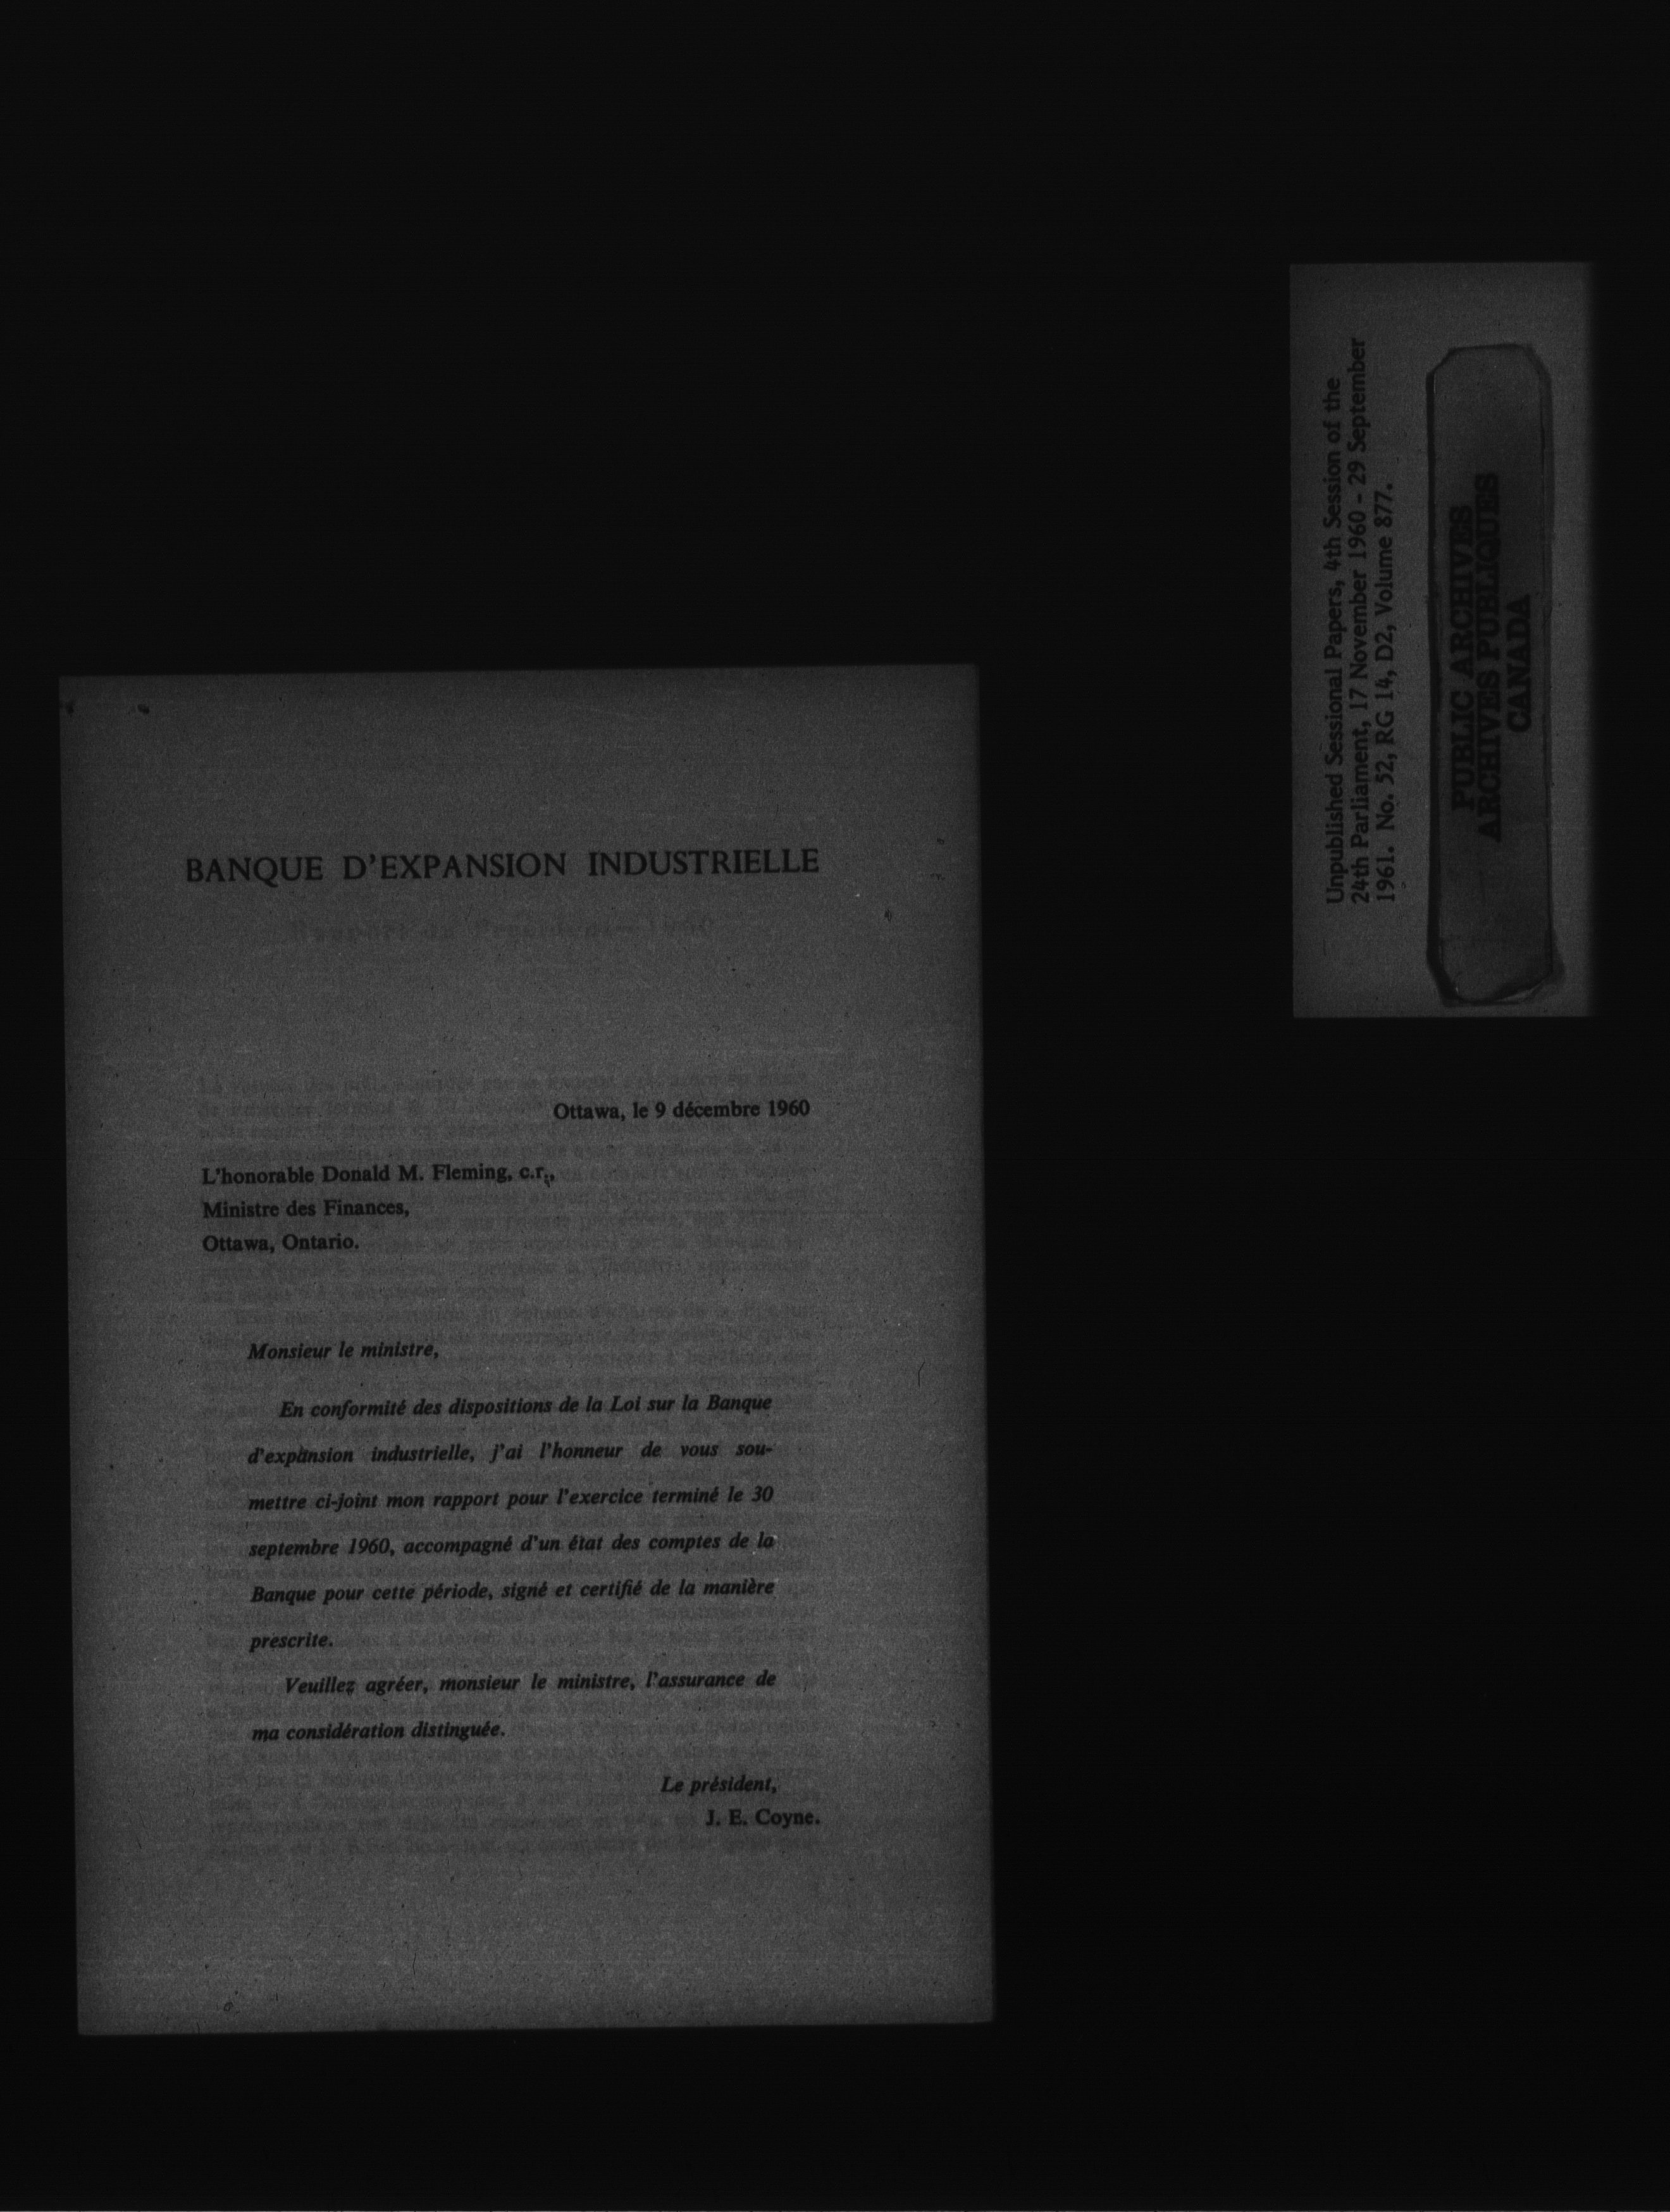 BANQUE D'EXPANSION INDUSTRIELLE
Ottawa, le 9 décembre 1960
L'honorable Donald M. Fleming, c.r.,
Ministre des Finances,
Ottawa, Ontario.
Monsieur le ministre,
En conformité des dispositions de la Loi sur la Banque
d'expansion industrielle, j'ai l'honneur de vous sou-
mettre ci-joint mon rapport pour l'exercice terminé le 30
septembre 1960, accompagné d'un état des comptes de la
Banque pour cette période, signé et certifié de la manière
prescrite.
Veuillez agréer, monsieur le ministre, l'assurance de
ma considération distinguée.
Le président,
J. E. Coyne.
Unpublished Sessional Papers, 4th Session of the
24th Parliament, 17 November 1960 - 29 September
1961. No. 52, RG 14, D2, Volume 877.
PUBLIC ARCHIVES
ARCHIVES PUBLIQUES
CANADA